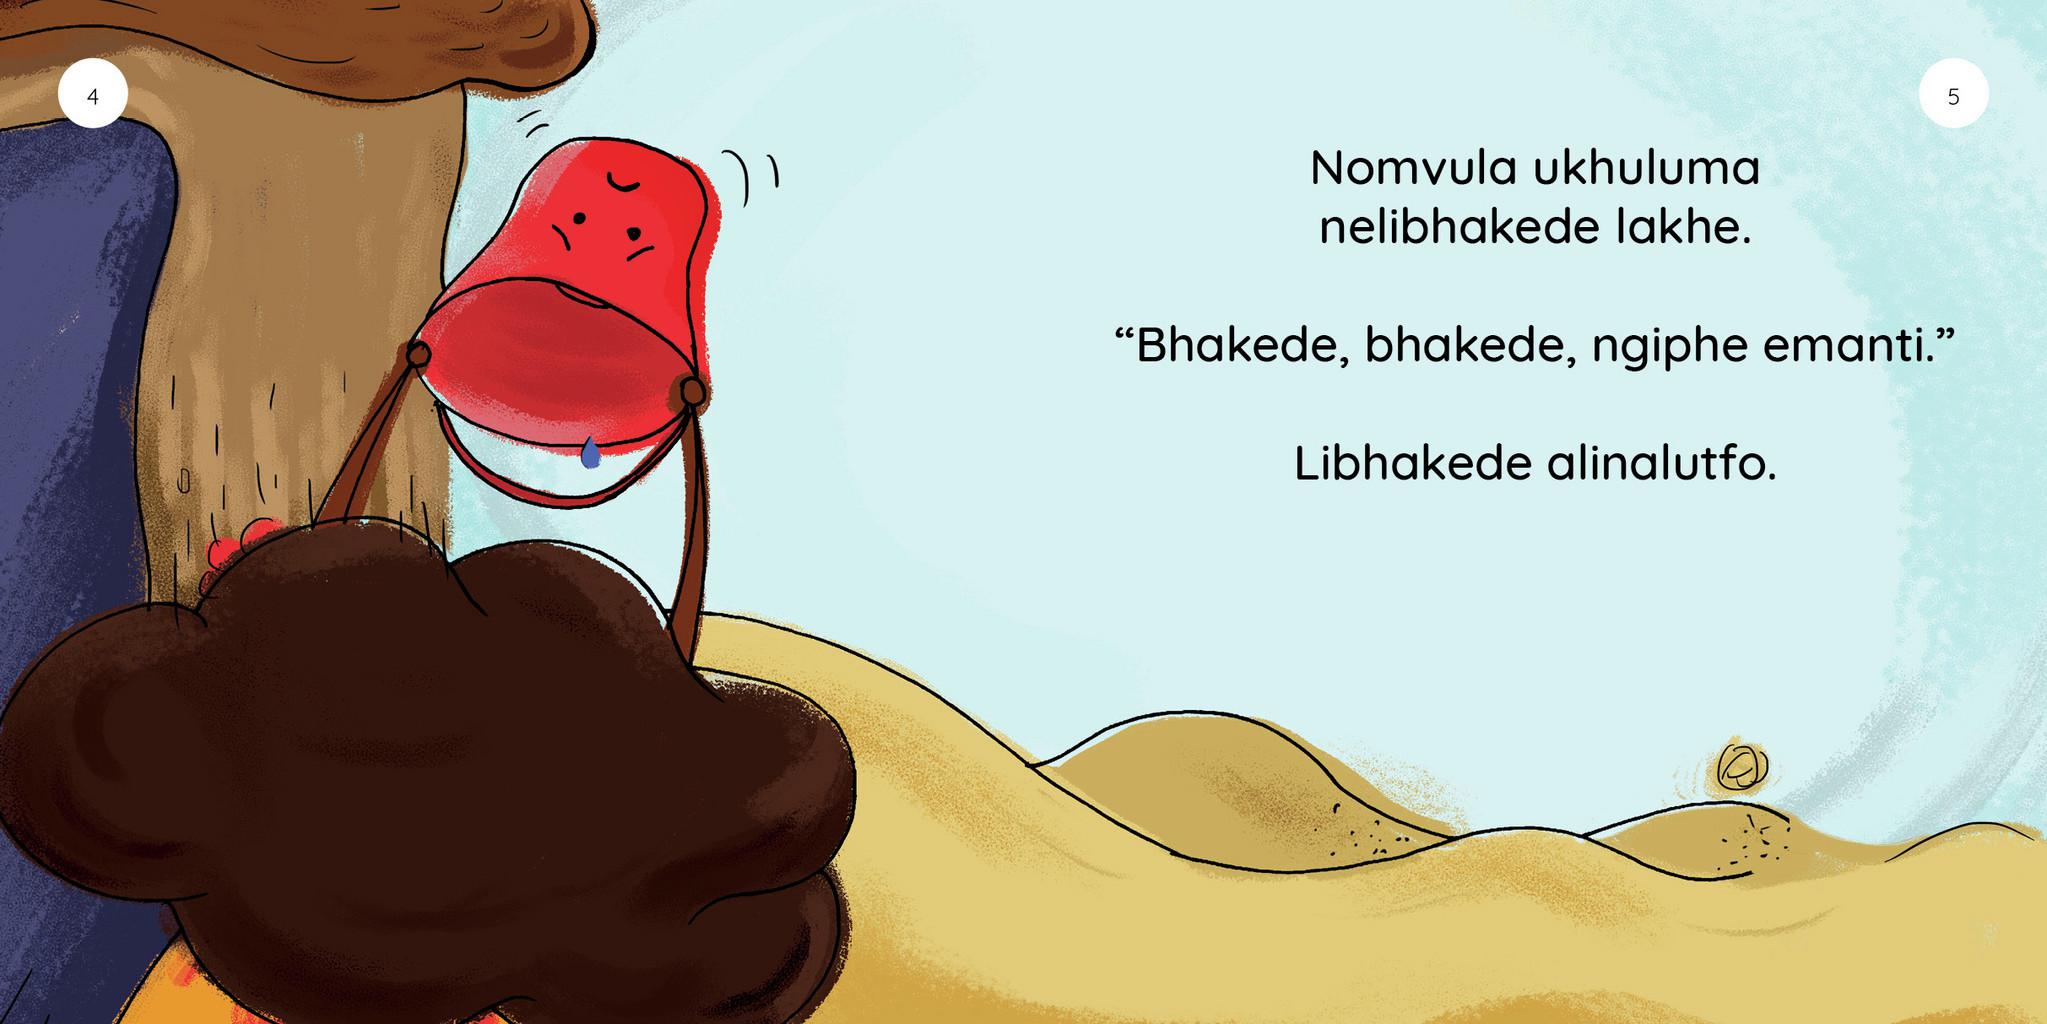 4
5
Nomvula ukhuluma
nelibhakede lakhe.
“Bhakede, bhakede, ngiphe emanti.”
Libhakede alinalutfo.